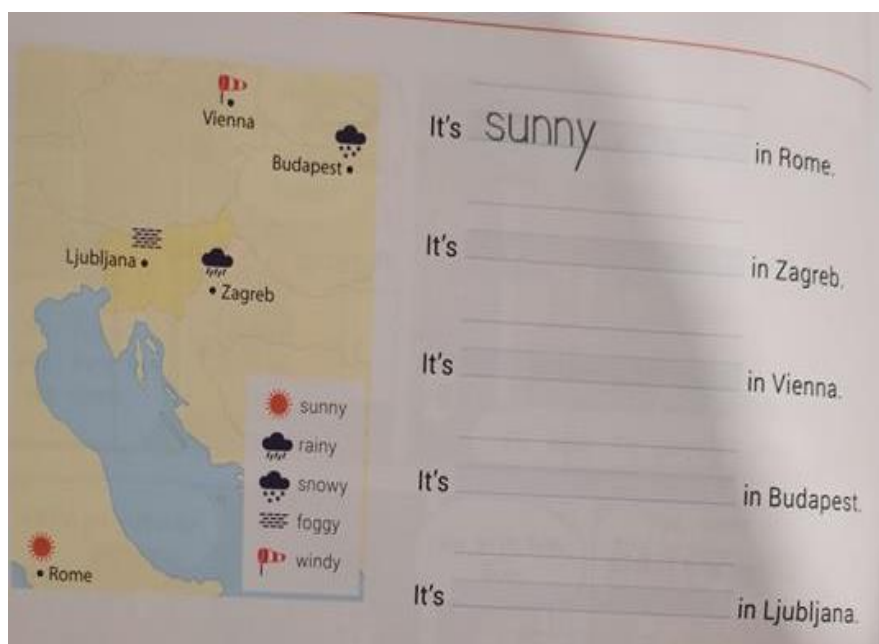 Vienna
Budapest
Ljubljana
Zagreb
sunny
rainy
snowy
foggy
windy
Rome
It's sunny in Rome.
It's in Zagreb.
It's in Vienna.
It's in Budapest.
It's in Ljubljana.